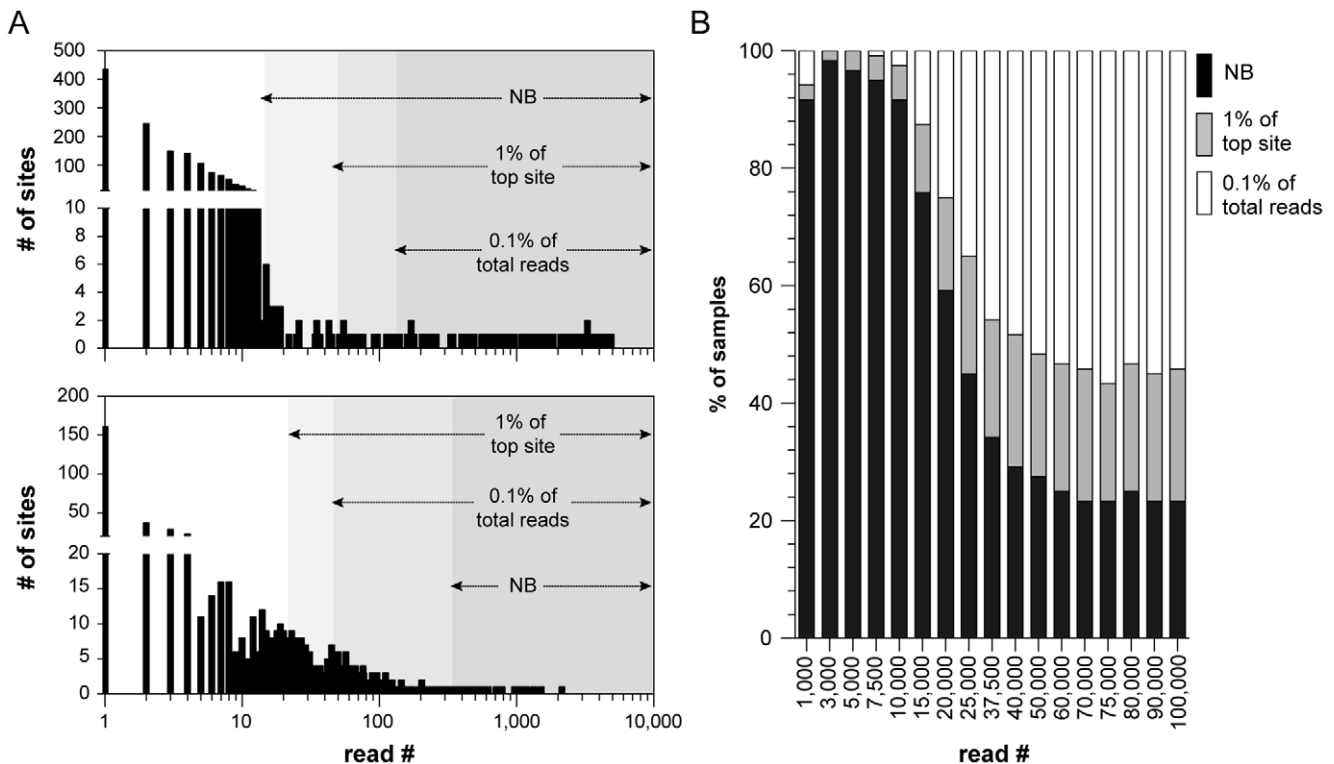 A
# of sites
500
400
300
200
100
10
8
6
4
2
0
NB
1% of
top site
0.1% of
total reads
# of sites
200
150
100
50
20
15
10
5
0
1% of
top site
0.1% of
total reads
NB
1
10
100
1,000
10,000
read #
B
% of samples
100
80
60
40
20
0
1,000
3,000
5,000
7,500
10,000
15,000
20,000
25,000
37,500
40,000
50,000
60,000
70,000
75,000
80,000
90,000
100,000
read #
NB
1% of
top site
0.1% of
total reads